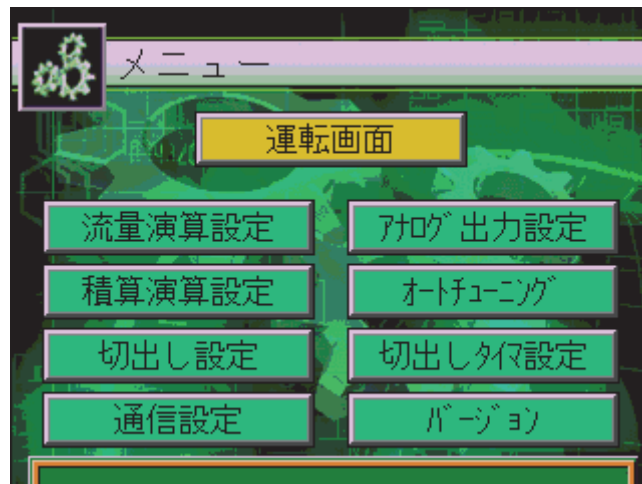 メニュー
運転画面
流量演算設定
ｱﾅﾛｸﾞ出力設定
積算演算設定
ｵｰﾄﾁｭｰﾆﾝｸﾞ
切出し設定
切出しﾀｲﾏ設定
通信設定
ﾊﾞｰｼﾞｮﾝ